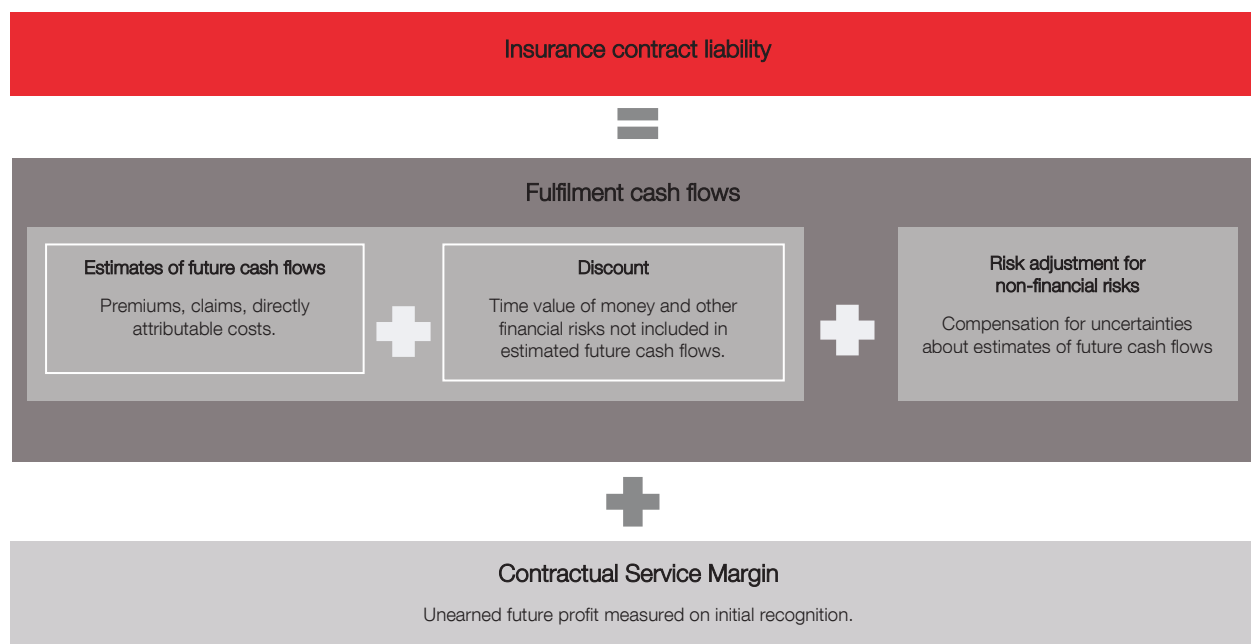 Insurance contract liability
=
Fulfilment cash flows
Estimates of future cash flows
Premiums, claims, directly
attributable costs.
+
Discount
Time value of money and other
financial risks not included in
estimated future cash flows.
+
Risk adjustment for
non-financial risks
Compensation for uncertainties
about estimates of future cash flows
+
Contractual Service Margin
Unearned future profit measured on initial recognition.